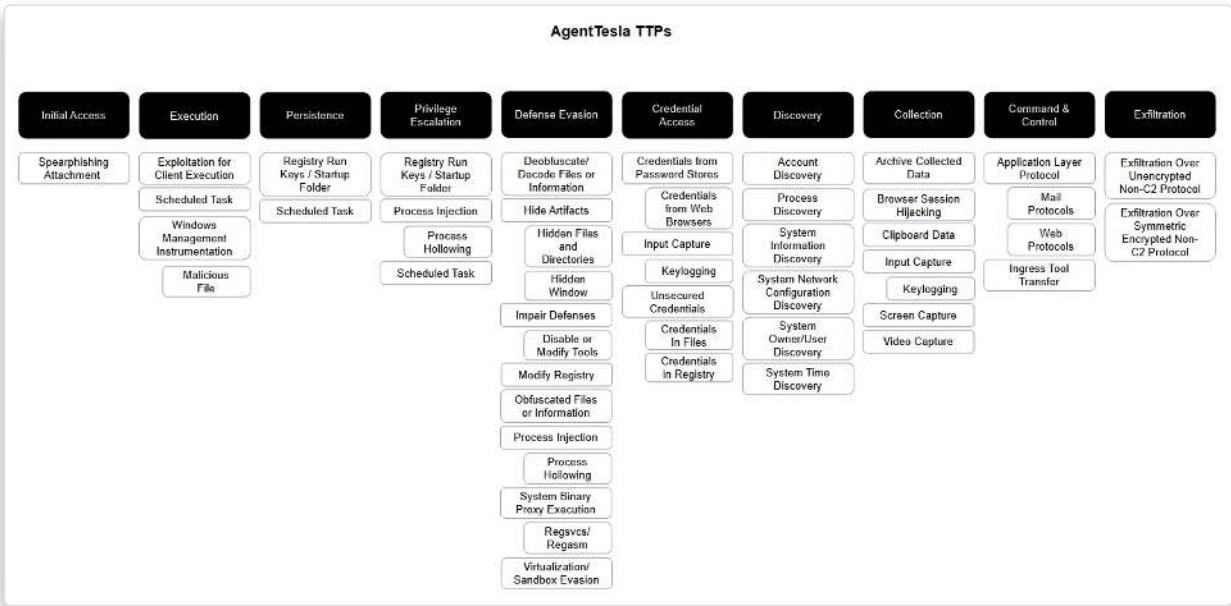 AgentTesla TTPs
Initial Access
Spearphishing
Attachment
Execution
Exploitation for
Client Execution
Scheduled Task
Windows
Management
Instrumentation
Malicious
File
Persistence
Registry Run
Keys / Startup
Folder
Scheduled Task
Privilege
Escalation
Registry Run
Keys / Startup
Folder
Process Injection
Process
Hollowing
Scheduled Task
Defense Evasion
Deobluscate/
Decode Files or
Information
Hide Artifacts
Hidden Files
and
Directories
Hidden
Window
Impair Defenses
Disable or
Modify Tools
Modify Registry
Obfuscated Files
or Information
Process Injection
Process
Hollowing
System Binary
Proxy Execution
Regsvcs/
Regasm
Virtualization/
Sandbox Evasion
Credential
Access
Credentials from
Password Stores
Credentials
from Web
Browsers
Input Capture
Keylogging
Unsecured
Credentials
Credentials
In Files
Credentials
in Registry
Discovery
Account
Discovery
Process
Discovery
System
Information
Discovery
System Network
Configuration
Discovery
System
Owner/User
Discovery
System Time
Discovery
Collection
Archive Collected
Data
Browser Session
Hijacking
Clipboard Data
Input Capture
Keylogging
Screen Capture
Video Capture
Command &
Control
Application Layer
Protocol
Mail
Protocols
Web
Protocols
Ingress Tool
Transfer
Exfiltration
Exfiltration Over
Unencrypted
Non-C2 Protocol
Exfiltration Over
Symmetric
Encrypted Non-
C2 Protocol